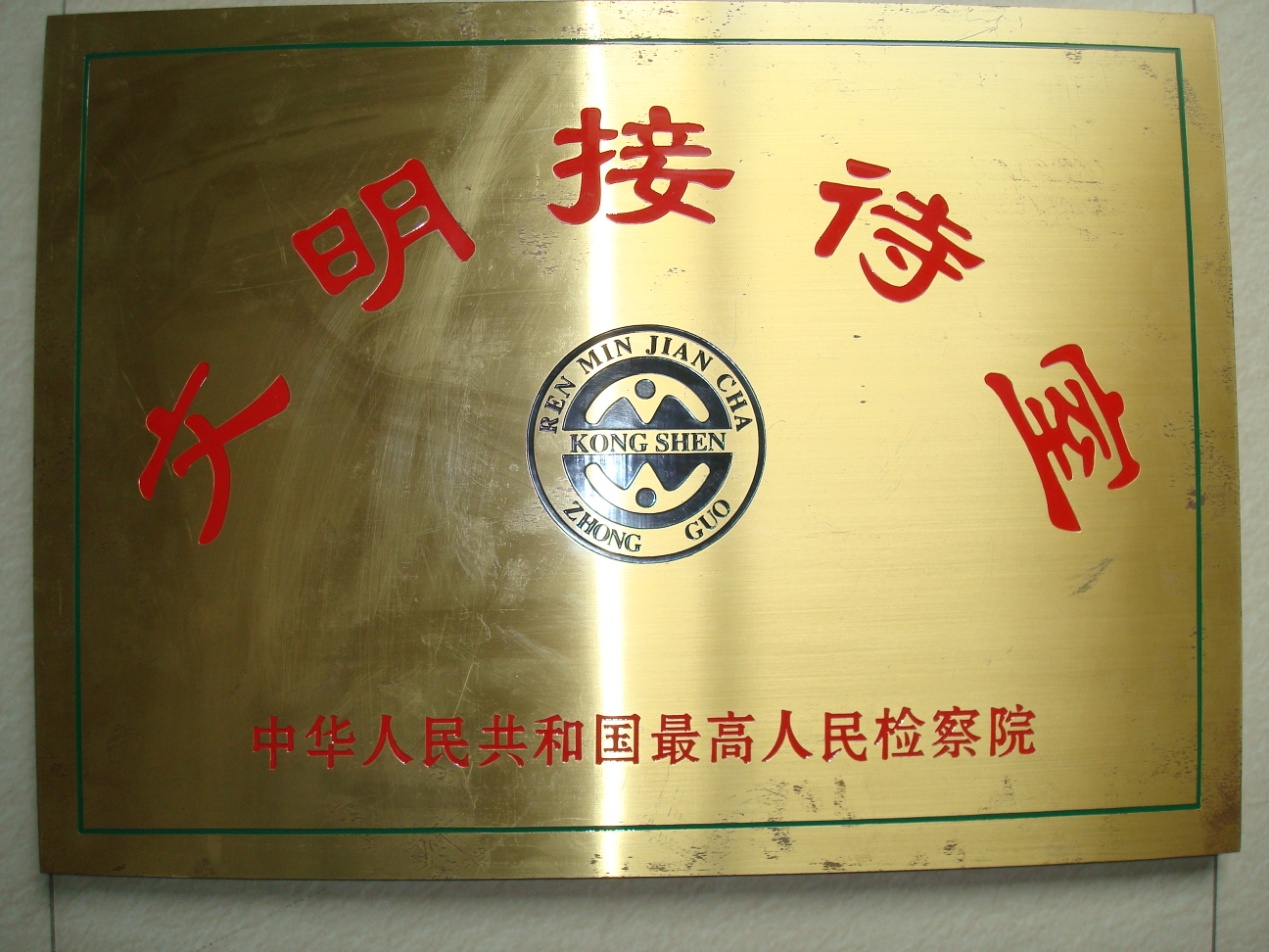 文明接待室
REN MIN JIAN CHA
KONG SHEN
ZHONG GUO
中华人民共和国最高人民检察院